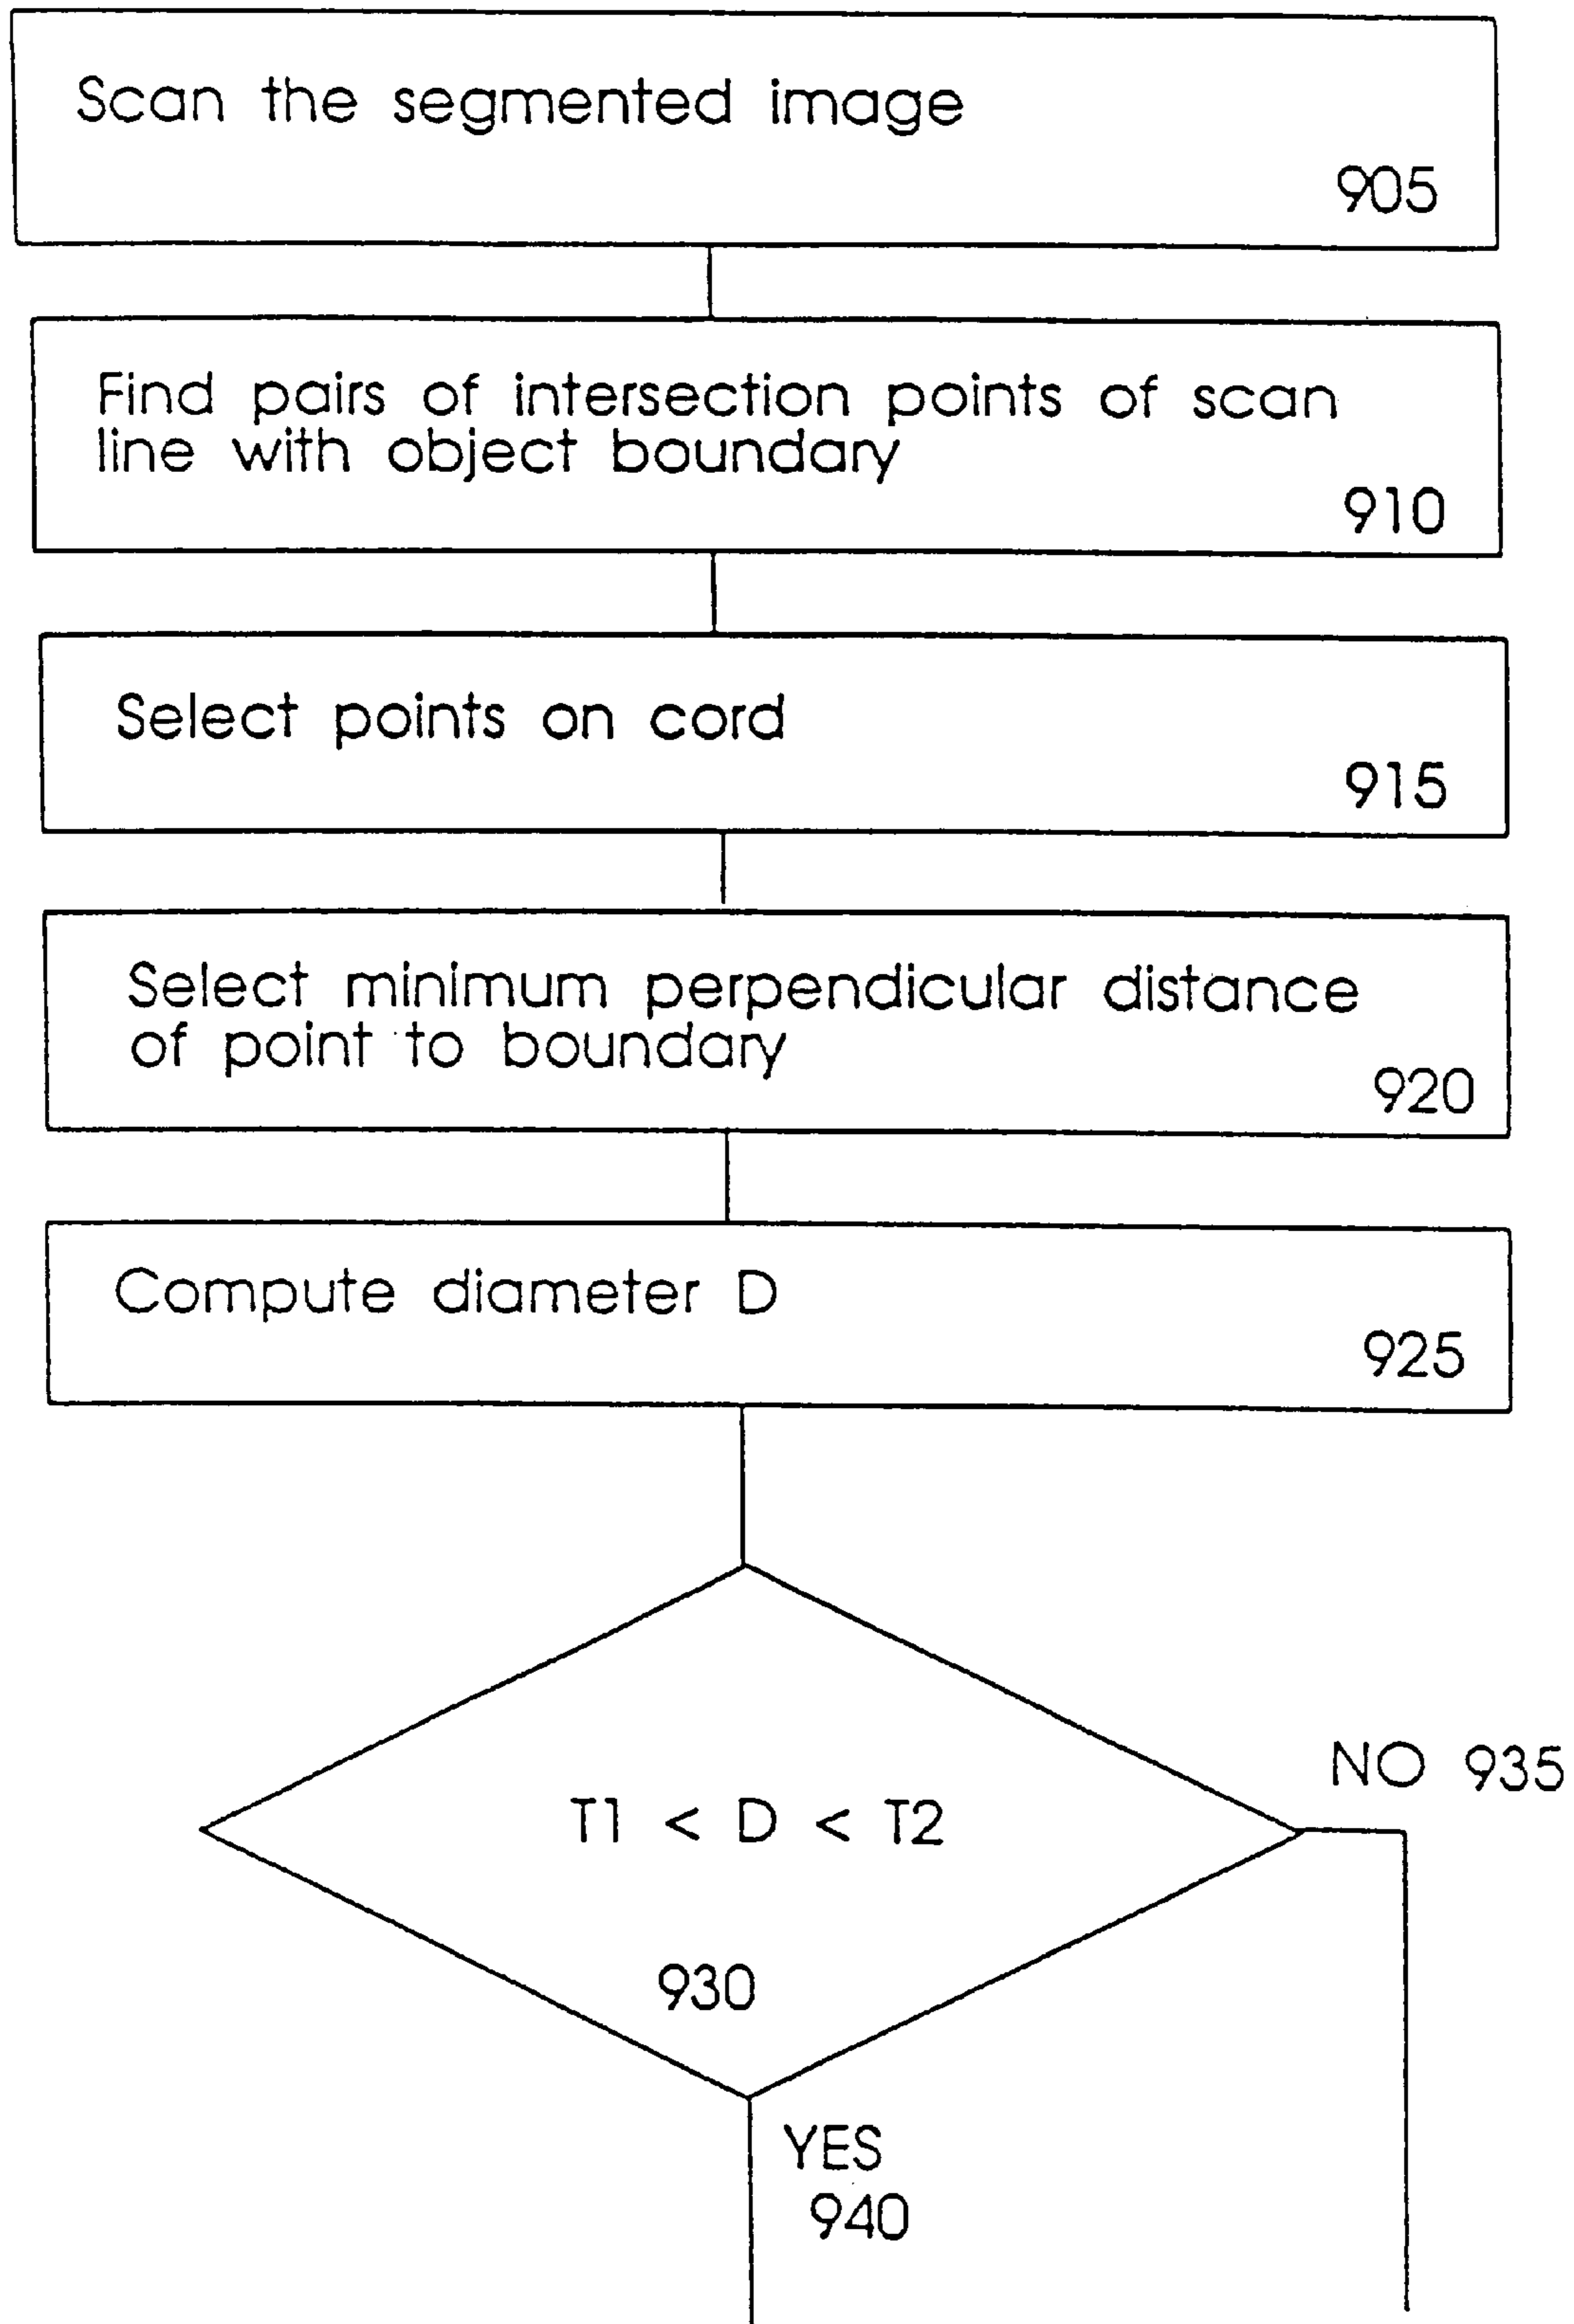 Scan the segmented image
905
Find pairs of intersection points of scan
line with object boundary
910
Select points on cord
915
Select minimum perpendicular distance
of point to boundary
920
Compute diameter D
925
T1 < D < T2
930
NO 935
YES
940